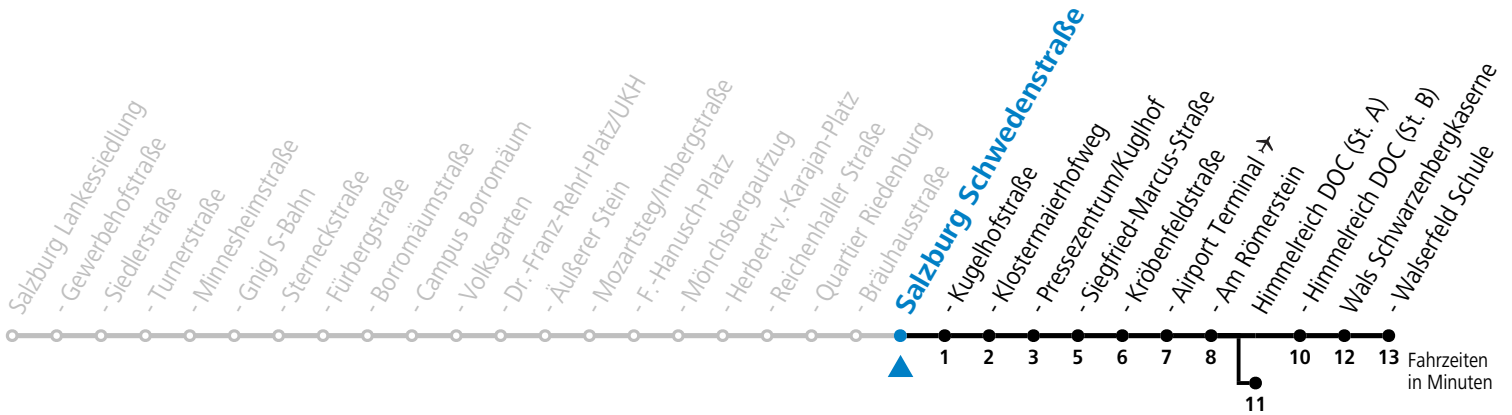 Salzburg Lankessiedlung
- Gewerbehofstraße
- Siedlerstraße
- Turnerstraße
- Minnesheimstraße
- Gnigl S-Bahn
- Sterneckstraße
- Fürbergstraße
- Borromäumstraße
- Campus Borromäum
- Volksgarten
- Dr.-Franz-Rehrl-Platz/UKH
- Äußerer Stein
- Mozartsteg/Imbergstraße
- F.-Hanusch-Platz
- Mönchsbergaufzug
- Herbert-v.-Karajan-Platz
- Reichenhaller Straße
- Quartier Riedenburg
- Bräuhausstraße
Salzburg Schwedenstraße
- Kugelhofstraße
- Klostermaierhofweg
- Pressezentrum/Kuglhof
- Siegfried-Marcus-Straße
- Kröbenfeldstraße
- Airport Terminal
- Am Römerstein
Himmelreich DOC (St. A)
- Himmelreich DOC (St. B)
Wals Schwarzenbergkaserne
- Walserfeld Schule
1 2 3 5 6 7 8 10 12 13
Fahrzeiten
in Minuten
11